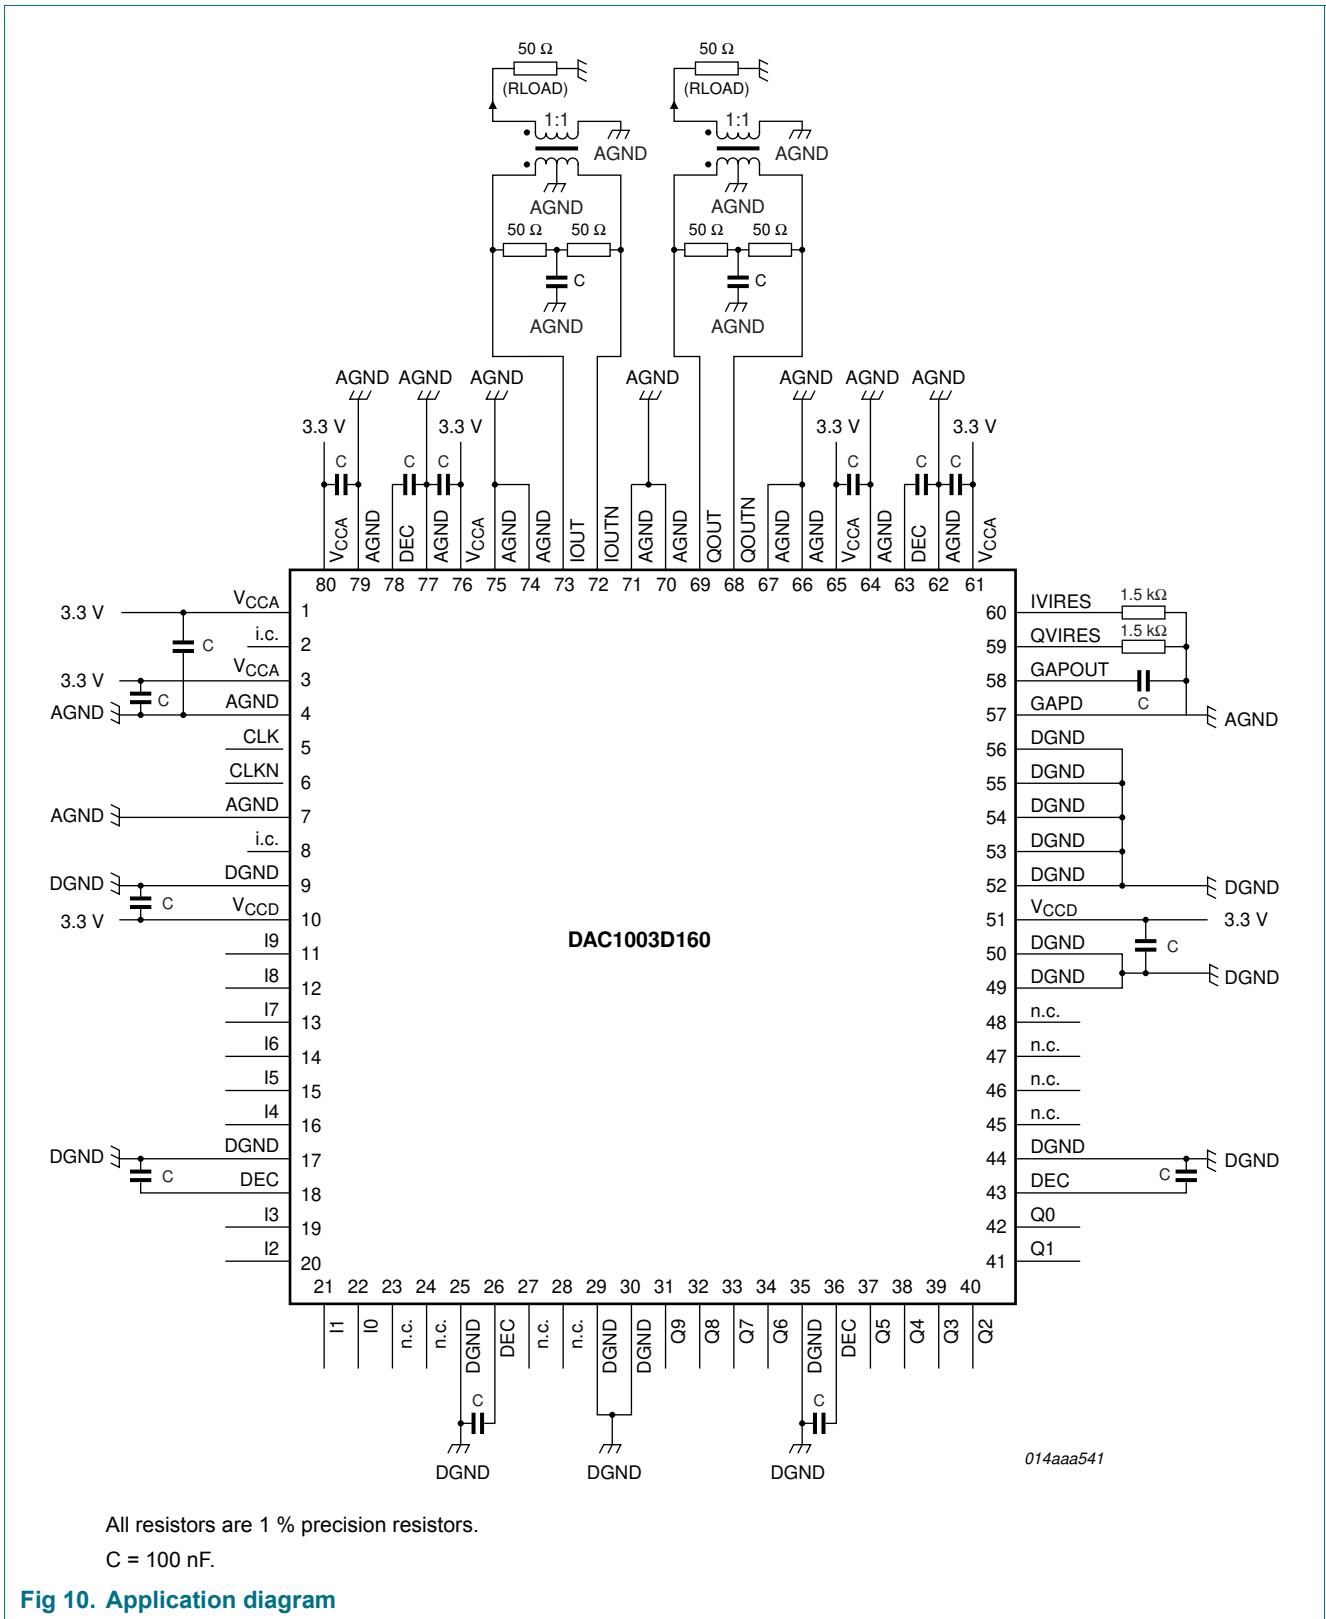 50 Ω 50 Ω
(RLOAD) (RLOAD)
1:1 1:1
AGND AGND
AGND AGND
50 Ω 50 Ω 50 Ω 50 Ω
C C
AGND AGND
AGND AGND AGND AGND AGND AGND AGND
3.3 V 3.3 V 3.3 V 3.3 V
C C C C C C
VCCA AGND DEC AGND VCCA AGND AGND IOUT IOUTN AGND AGND QOUT QOUTN AGND AGND VCCA AGND DEC AGND VCCA
80 79 78 77 76 75 74 73 72 71 70 69 68 67 66 65 64 63 62 61
3.3 V VCCA 1 60 IVIRES 1.5 kΩ
C i.c. 2 59 QVIRES 1.5 kΩ
3.3 V VCCA 3 58 GAPOUT C
AGND C AGND 4 57 GAPD AGND
CLK 5 56 DGND
CLKN 6 55 DGND
AGND AGND 7 54 DGND
i.c. 8 53 DGND
DGND DGND 9 52 DGND DGND
3.3 V C VCCD 10 51 VCCD 3.3 V
I9 11 DAC1003D160 50 DGND C
I8 12 49 DGND DGND
I7 13 48 n.c.
I6 14 47 n.c.
I5 15 46 n.c.
I4 16 45 n.c.
DGND DGND 17 44 DGND DGND
C DEC 18 43 DEC C
I3 19 42 Q0
I2 20 41 Q1
21 22 23 24 25 26 27 28 29 30 31 32 33 34 35 36 37 38 39 40
I1 I0 n.c. n.c. DGND DEC n.c. n.c. DGND DGND Q9 Q8 Q7 Q6 DGND DEC Q5 Q4 Q3 Q2
C C
DGND DGND DGND
014aaa541
All resistors are 1 % precision resistors.
C = 100 nF.
Fig 10. Application diagram